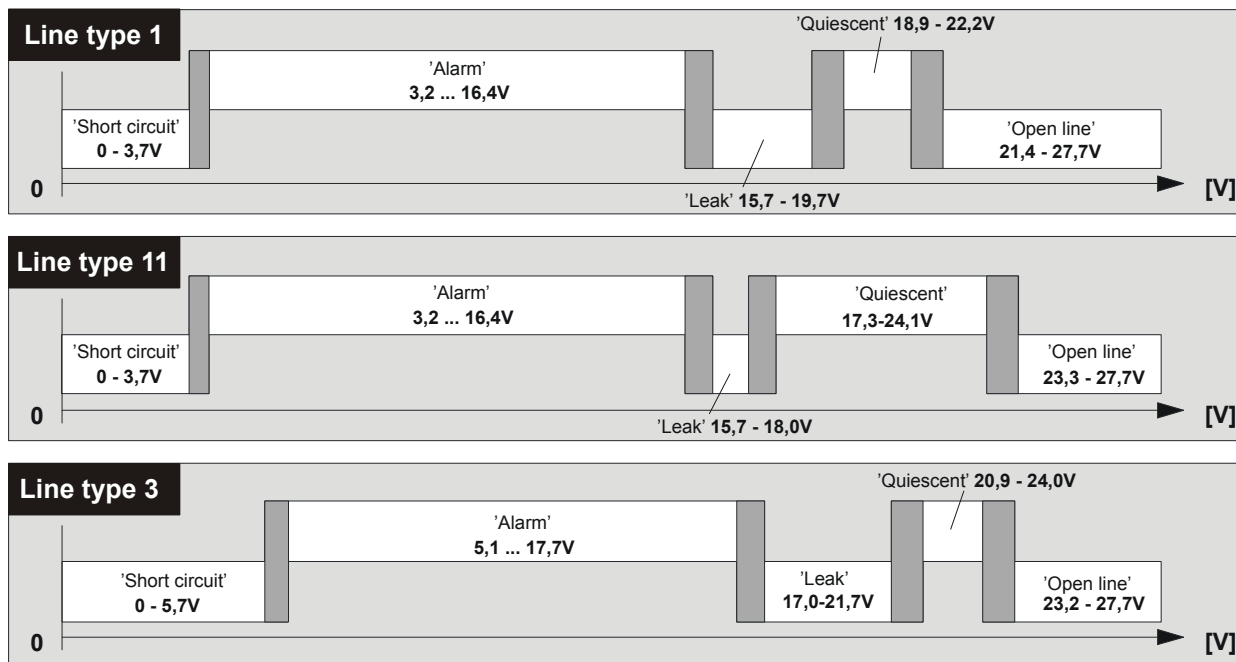 Line type 1
’Quiescent’ 18,9 – 22,2V
’Alarm’
3,2 ... 16,4V
’Short circuit’
0 - 3,7V
’Open line’
21,4 - 27,7V
0
’Leak’ 15,7 - 19,7V
[V]
Line type 11
’Alarm’
3,2 ... 16,4V
’Quiescent’
17,3-24,1V
’Short circuit’
0 - 3,7V
’Open line’
23,3 - 27,7V
0
’Leak’ 15,7 - 18,0V
[V]
Line type 3
’Quiescent’ 20,9 - 24,0V
’Alarm’
5,1 ... 17,7V
’Short circuit’
0 - 5,7V
’Leak’
17,0-21,7V
’Open line’
23,2 - 27,7V
0
[V]